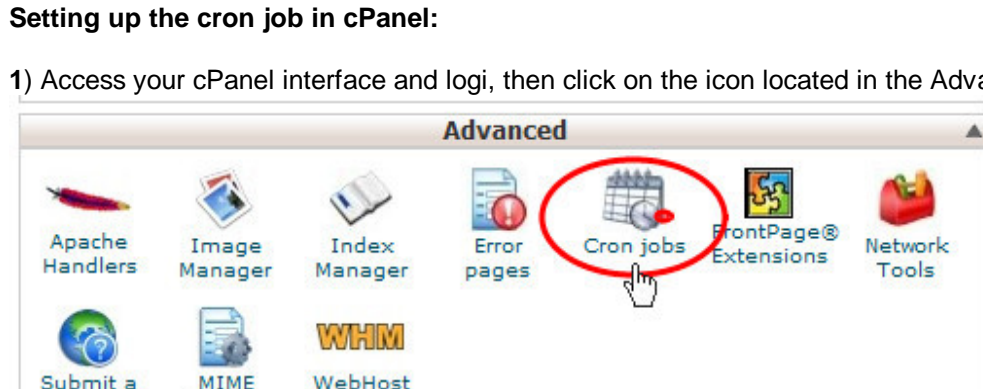 Setting up the cron job in cPanel:
1) Access your cPanel interface and logi, then click on the icon located in the
Advanced
Apache Handlers
Image Manager
Index Manager
Error pages
Cron jobs
FrontPage® Extensions
Network Tools
Submit a
MIME
WHM
WebHost